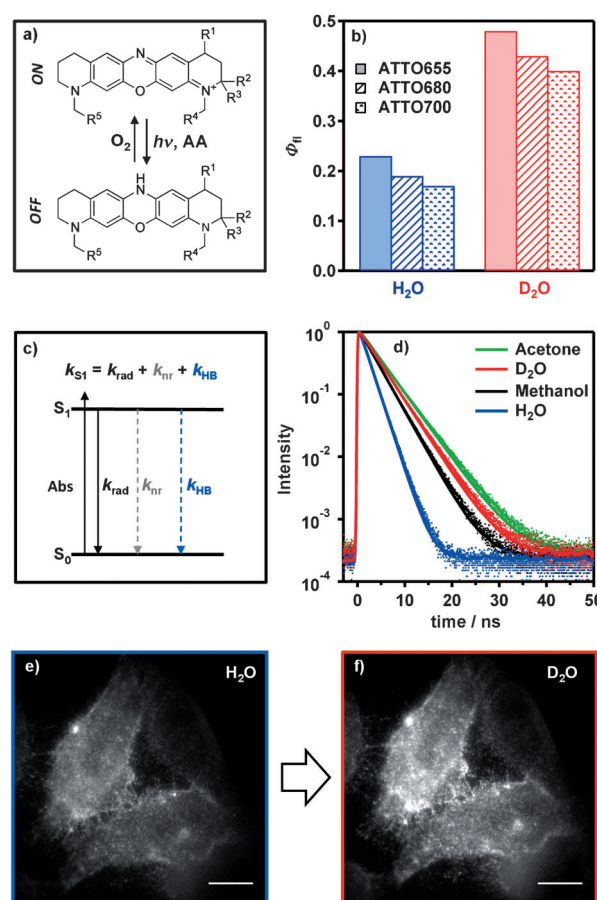 a)
ON
R¹
N
R²
R³
N
O
N⁺
R⁵
R⁴
O₂
hν, AA
OFF
H
N
R¹
R²
R³
N
O
N
R⁵
R⁴
b)
ATTO655
ATTO680
ATTO700
Φfl
0.5
0.4
0.3
0.2
0.1
0.0
H₂O
D₂O
c)
kS1 = krad + knr + kHB
S₁
Abs
krad
knr
kHB
S₀
d)
Acetone
D₂O
Methanol
H₂O
Intensity
10⁰
10⁻¹
10⁻²
10⁻³
10⁻⁴
0 10 20 30 40 50
time / ns
e)
H₂O
f)
D₂O